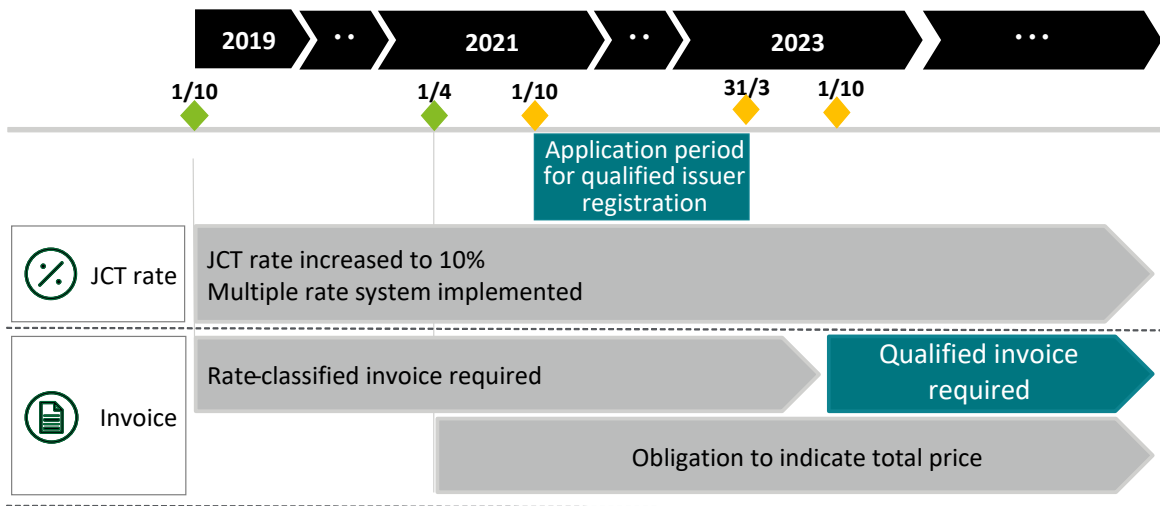 2019 ·· 2021 ·· 2023 ···
1/10 1/4 1/10 31/3 1/10
Application period
for qualified issuer
registration
JCT rate
JCT rate increased to 10%
Multiple rate system implemented
Invoice
Rate-classified invoice required
Qualified invoice
required
Obligation to indicate total price